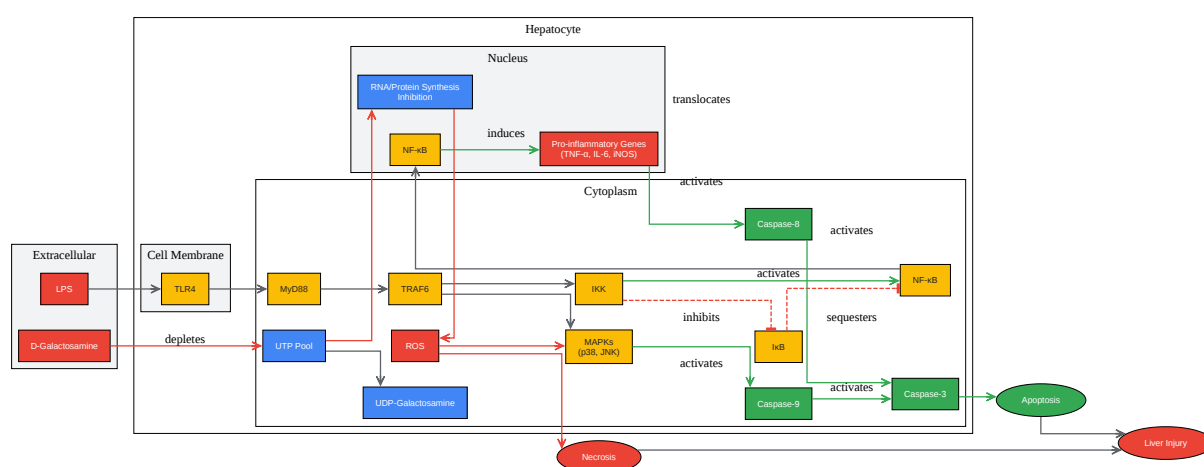 Hepatocyte
Nucleus
RNA/Protein Synthesis
Inhibition
translocates
induces
NF-κB
Pro-inflammatory Genes
(TNF-α, IL-6, iNOS)
activates
Cytoplasm
Caspase-8
activates
Extracellular
Cell Membrane
LPS
TLR4
MyD88
TRAF6
IKK
activates
NF-κB
inhibits
sequesters
D-Galactosamine
depletes
UTP Pool
ROS
MAPKs
(p38, JNK)
IκB
activates
activates
UDP-Galactosamine
Caspase-9
Caspase-3
Apoptosis
Necrosis
Liver Injury